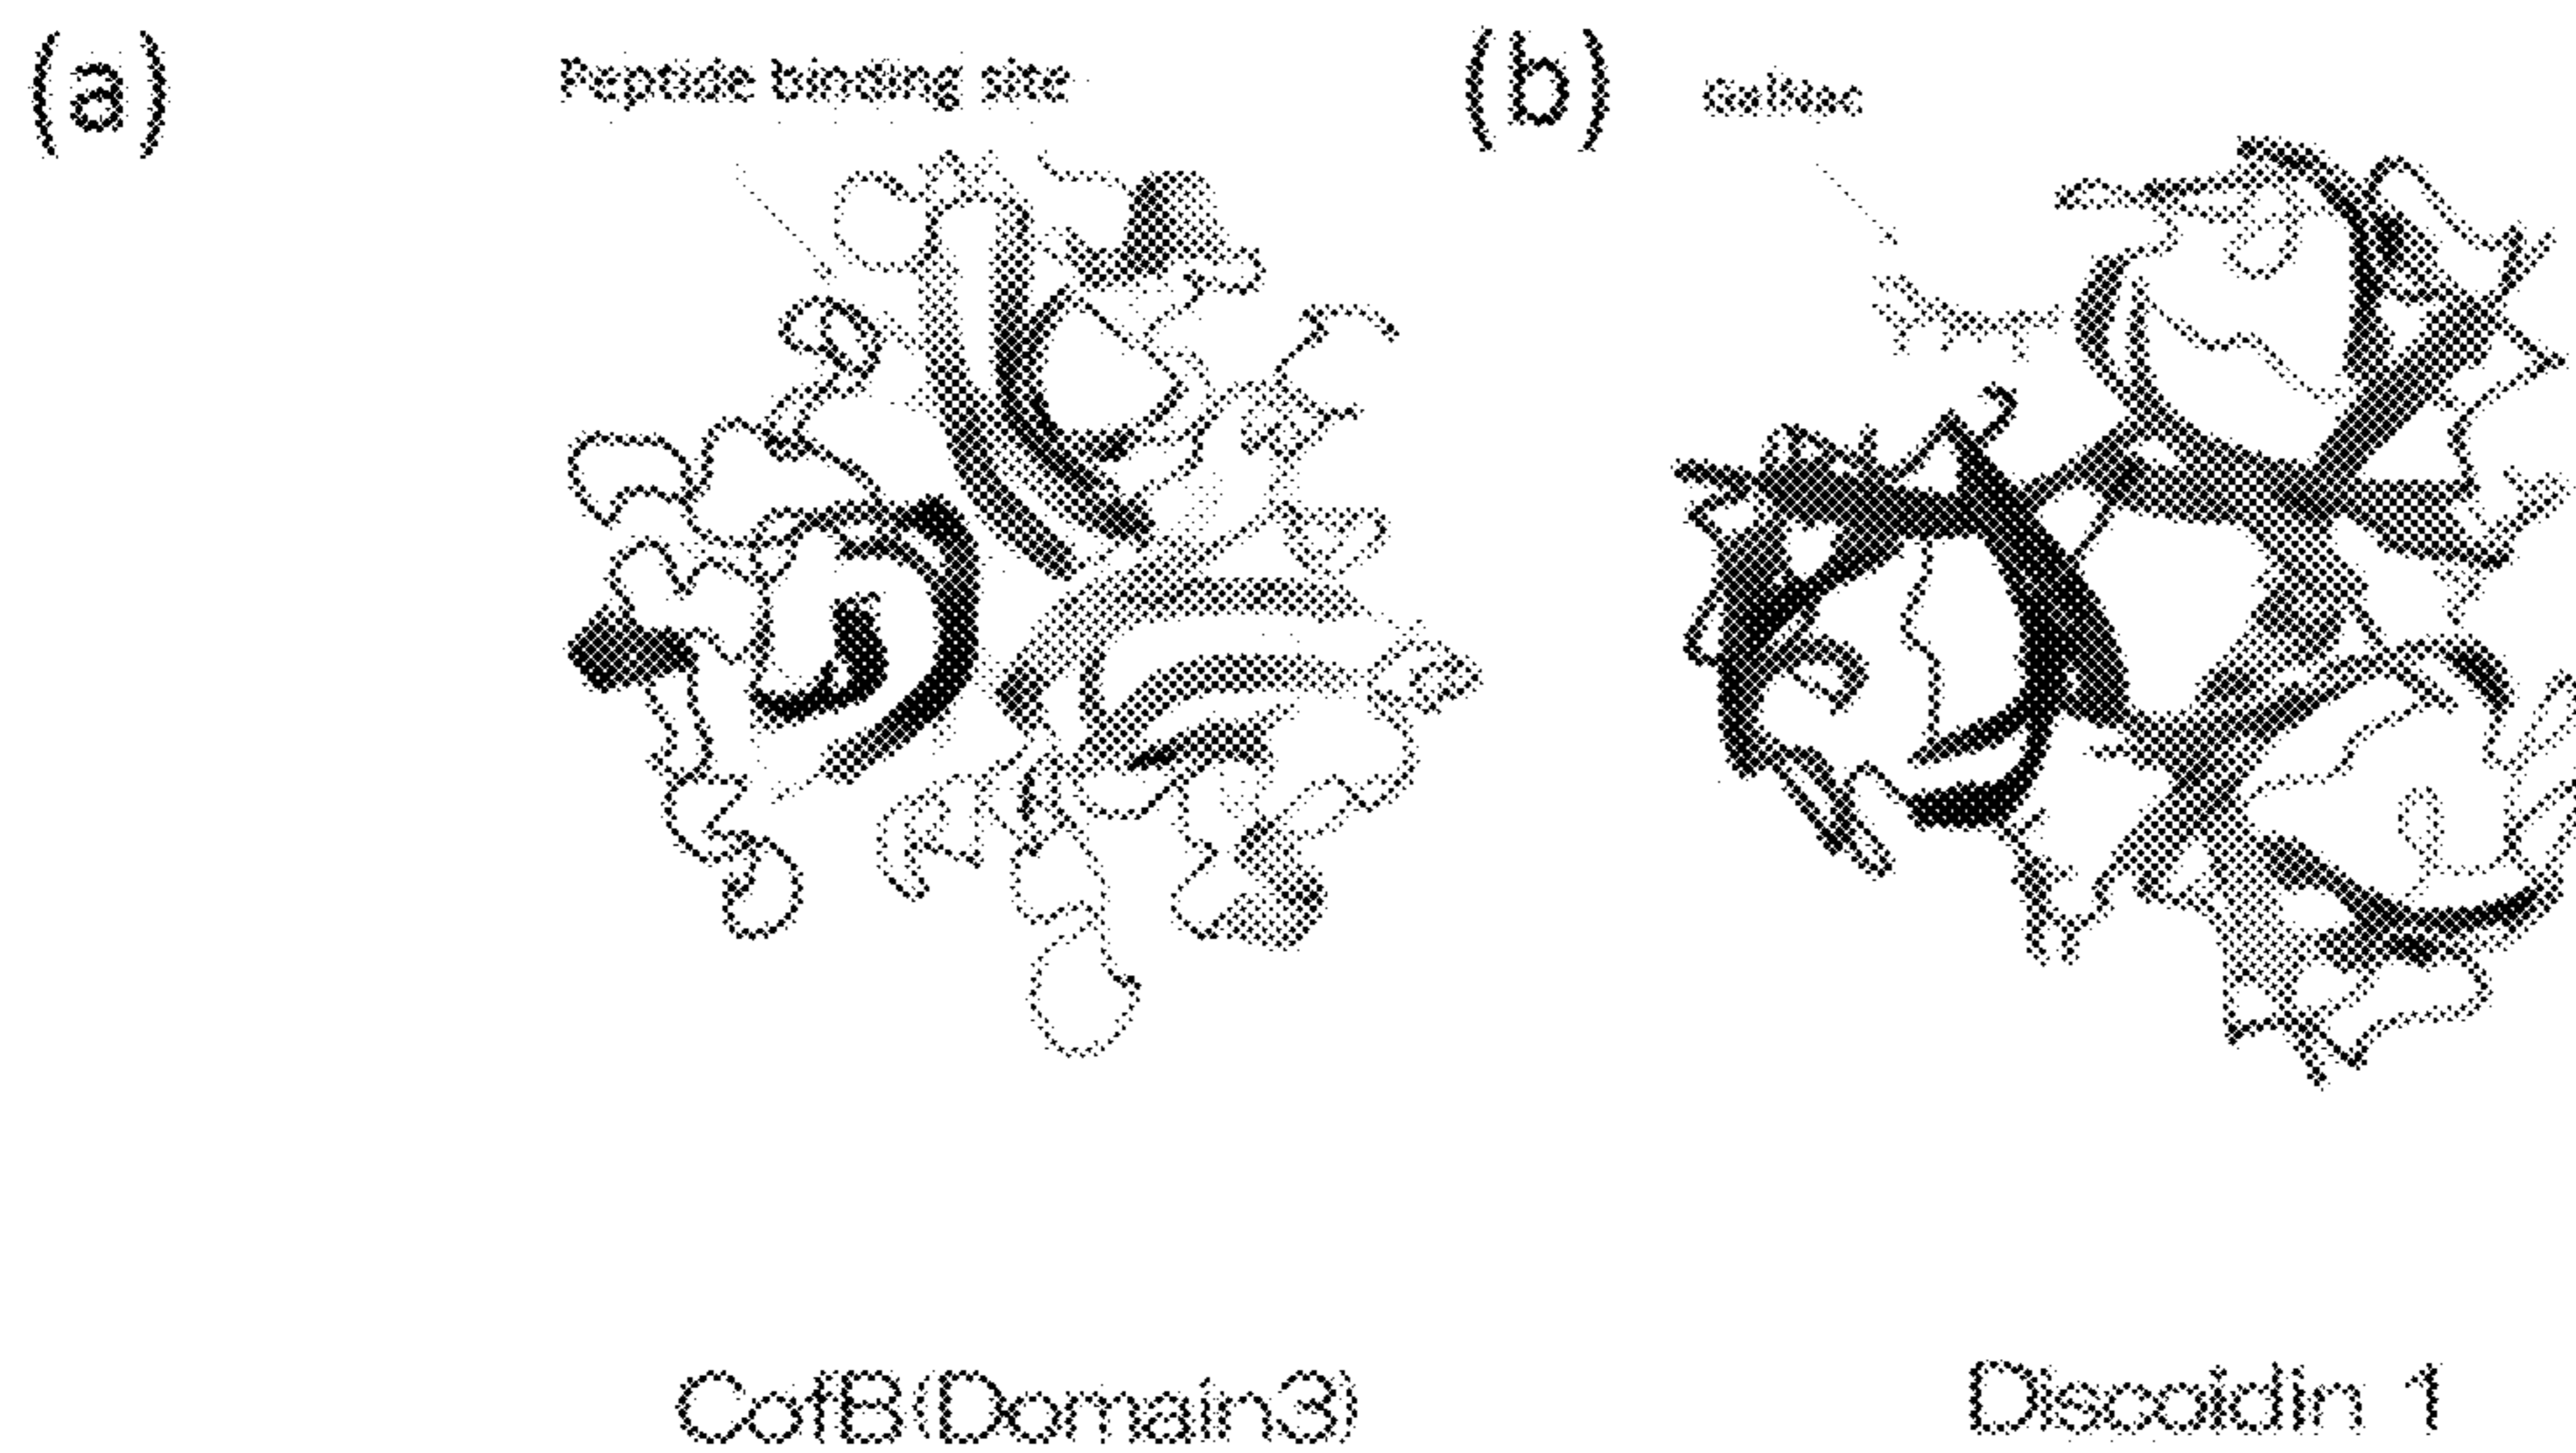 (a)
Peptide binding site
(b)
GalNAc
CofB(Domain3)
Discoidin 1